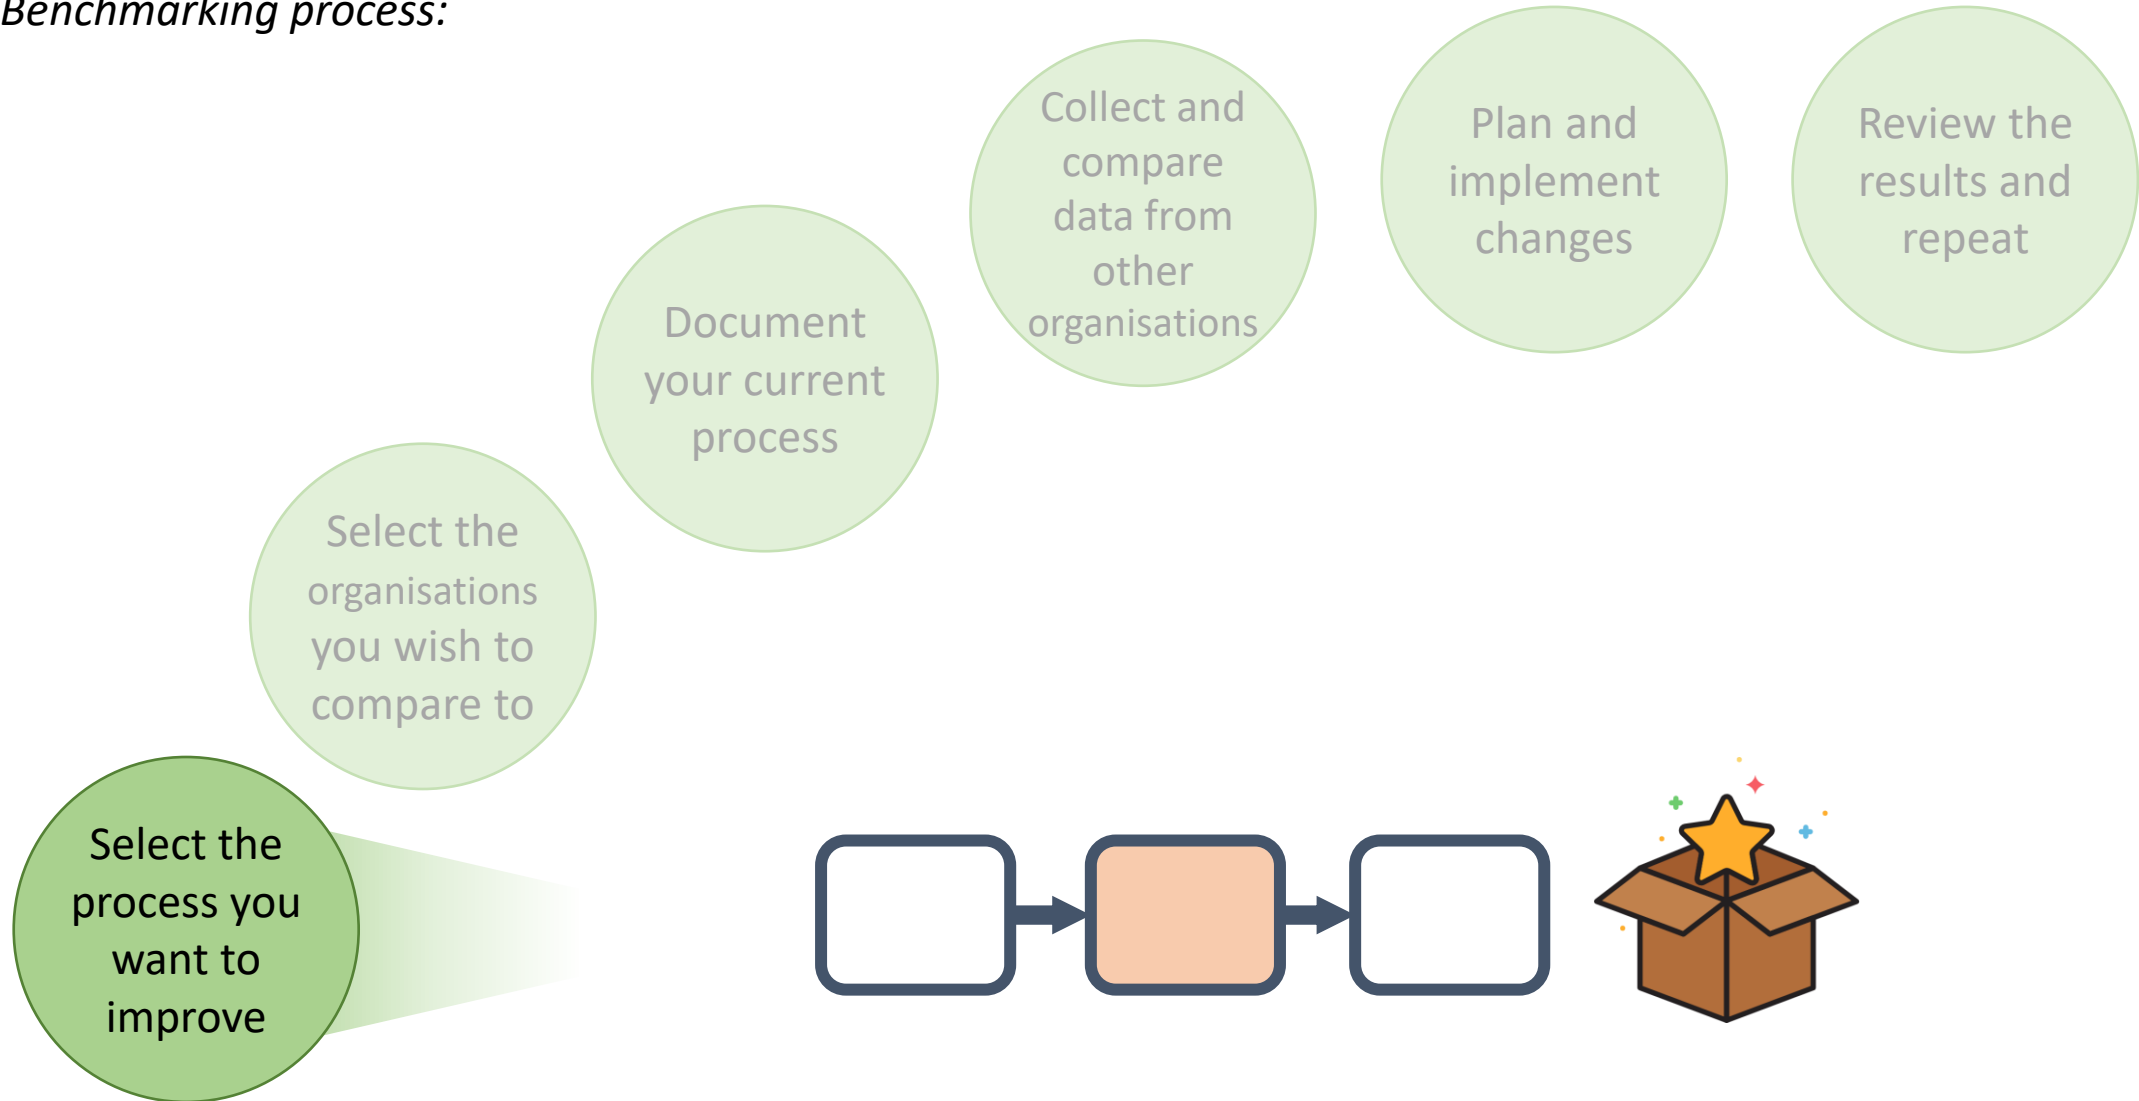 Benchmarking process:
Select the
process you
want to
improve
Select the
organisations
you wish to
compare to
Document
your current
process
Collect and
compare
data from
other
organisations
Plan and
implement
changes
Review the
results and
repeat